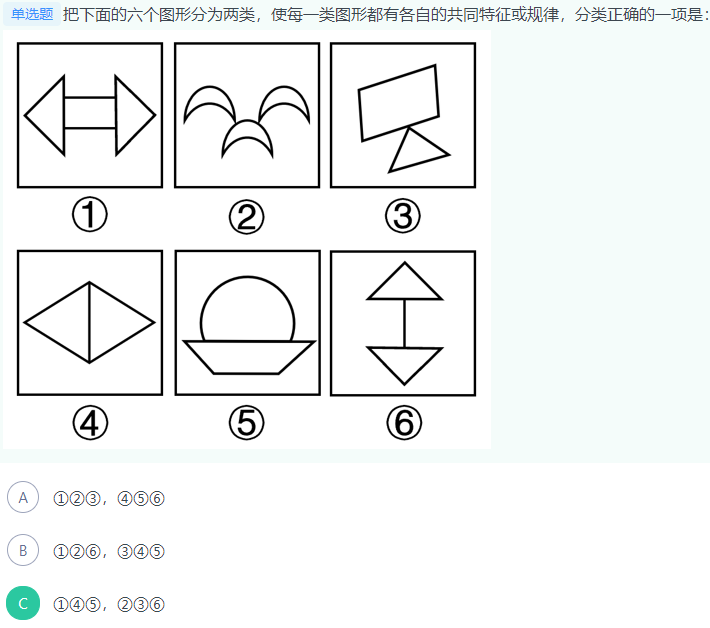 单选题 把下面的六个图形分为两类，使每一类图形都有各自的共同特征或规律，分类正确的一项是：
① ② ③
④ ⑤ ⑥
A ①②③，④⑤⑥
B ①②⑥，③④⑤
C ①④⑤，②③⑥